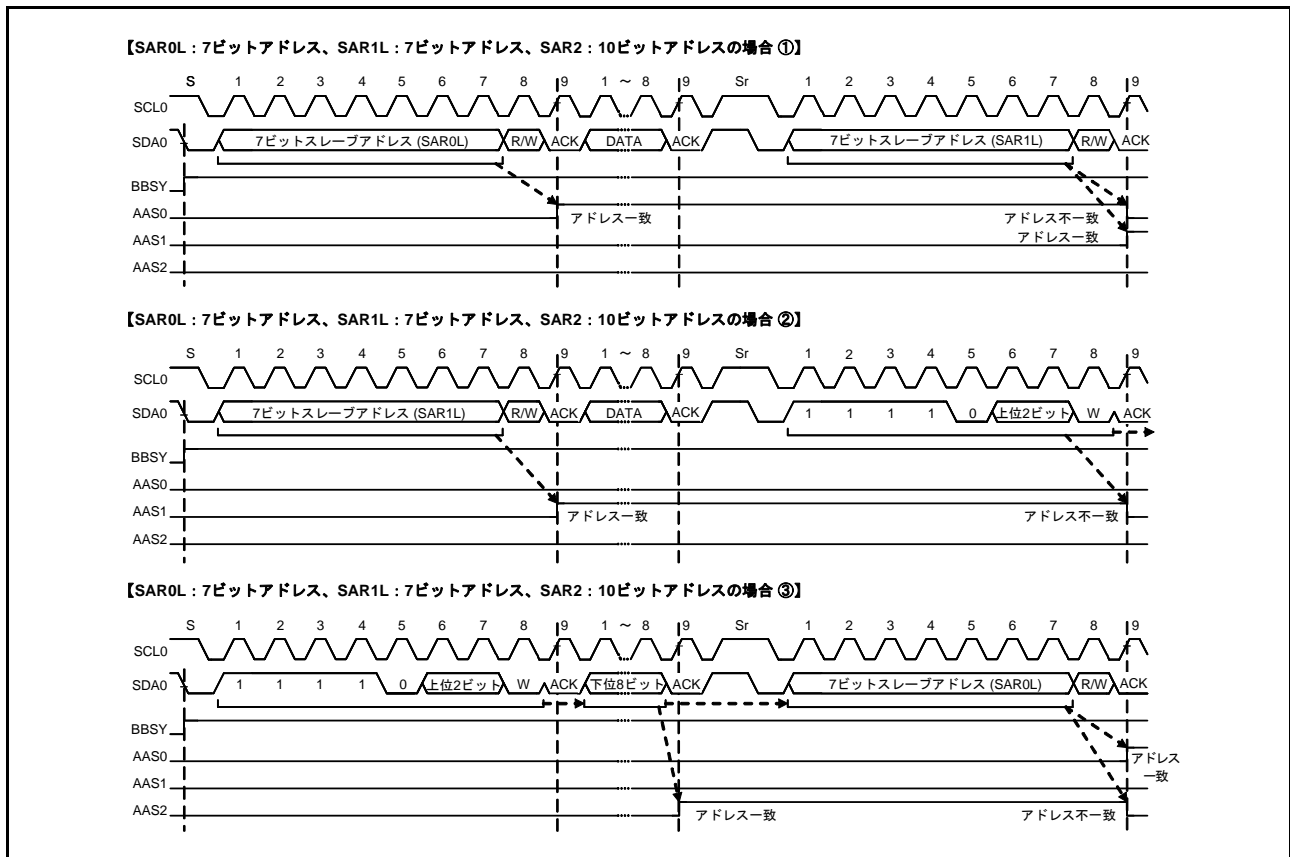 【SAR0L：7ビットアドレス、SAR1L：7ビットアドレス、SAR2：10ビットアドレスの場合 ①】
S 1 2 3 4 5 6 7 8 9 1 ～ 8 9 Sr 1 2 3 4 5 6 7 8 9
SCL0
SDA0 7ビットスレーブアドレス (SAR0L) R/W ACK DATA ACK 7ビットスレーブアドレス (SAR1L) R/W ACK
BBSY
AAS0 アドレス一致 アドレス不一致
アドレス一致
AAS1
AAS2
【SAR0L：7ビットアドレス、SAR1L：7ビットアドレス、SAR2：10ビットアドレスの場合 ②】
S 1 2 3 4 5 6 7 8 9 1 ～ 8 9 Sr 1 2 3 4 5 6 7 8 9
SCL0
SDA0 7ビットスレーブアドレス (SAR1L) R/W ACK DATA ACK 1 1 1 1 0 上位2ビット W ACK
BBSY
AAS0
AAS1 アドレス一致 アドレス不一致
AAS2
【SAR0L：7ビットアドレス、SAR1L：7ビットアドレス、SAR2：10ビットアドレスの場合 ③】
S 1 2 3 4 5 6 7 8 9 1 ～ 8 9 Sr 1 2 3 4 5 6 7 8 9
SCL0
SDA0 1 1 1 1 0 上位2ビット W ACK 下位8ビット ACK 7ビットスレーブアドレス (SAR0L) R/W ACK
BBSY
AAS0 アドレス
一致
AAS1
AAS2 アドレス一致 アドレス不一致